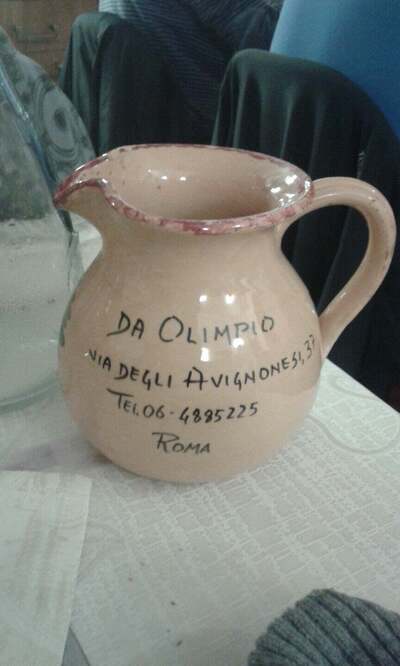 DA OLIMPIO
VIA DEGLI AVIGNONESI, 37
TEL. 06-4885225
ROMA